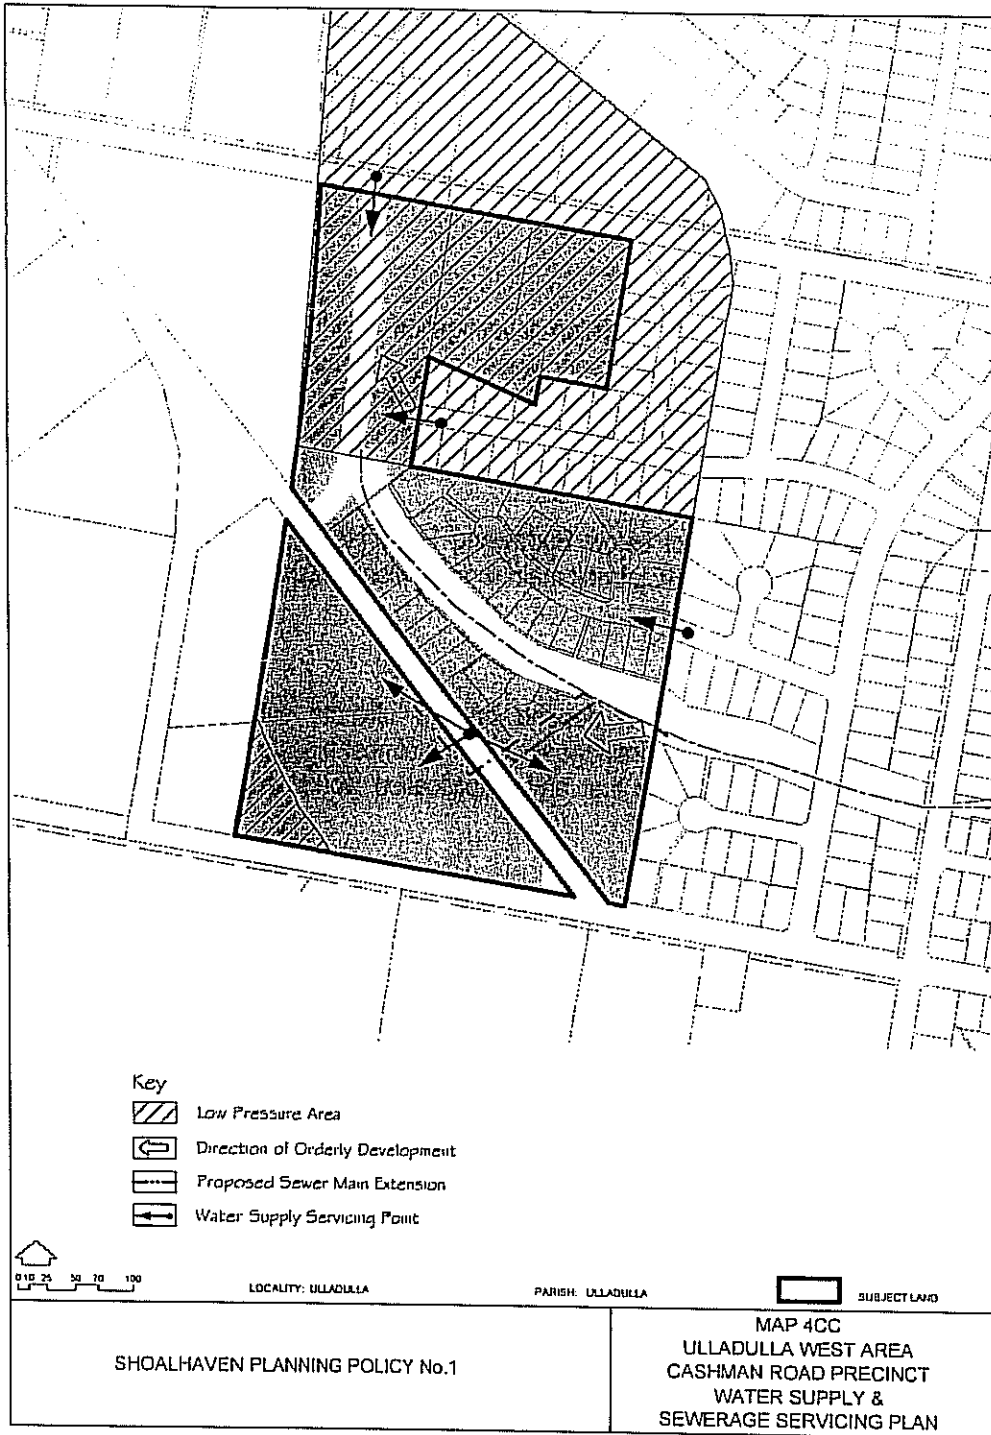 Key
Low Pressure Area
Direction of Orderly Development
Proposed Sewer Main Extension
Water Supply Servicing Point
0 10 25 50 70 100
LOCALITY: ULLADULLA
PARISH: ULLADULLA
SUBJECT LAND
SHOALHAVEN PLANNING POLICY No.1
MAP 4CC
ULLADULLA WEST AREA
CASHMAN ROAD PRECINCT
WATER SUPPLY &
SEWERAGE SERVICING PLAN